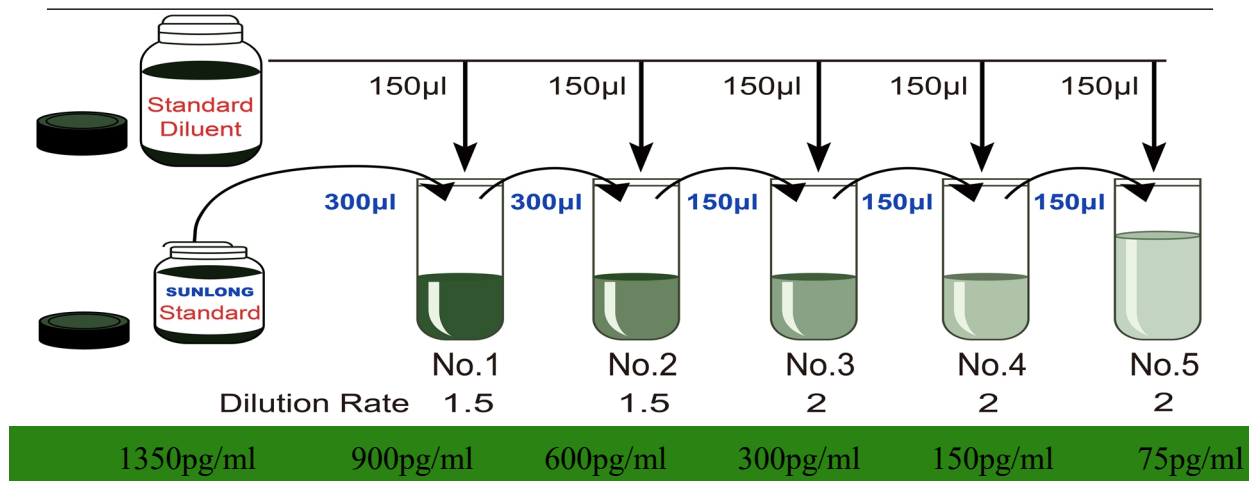 150µl 150µl 150µl 150µl 150µl
Standard
Diluent
300µl 300µl 150µl 150µl 150µl
SUNLONG
Standard
No.1 No.2 No.3 No.4 No.5
Dilution Rate 1.5 1.5 2 2 2
1350pg/ml 900pg/ml 600pg/ml 300pg/ml 150pg/ml 75pg/ml